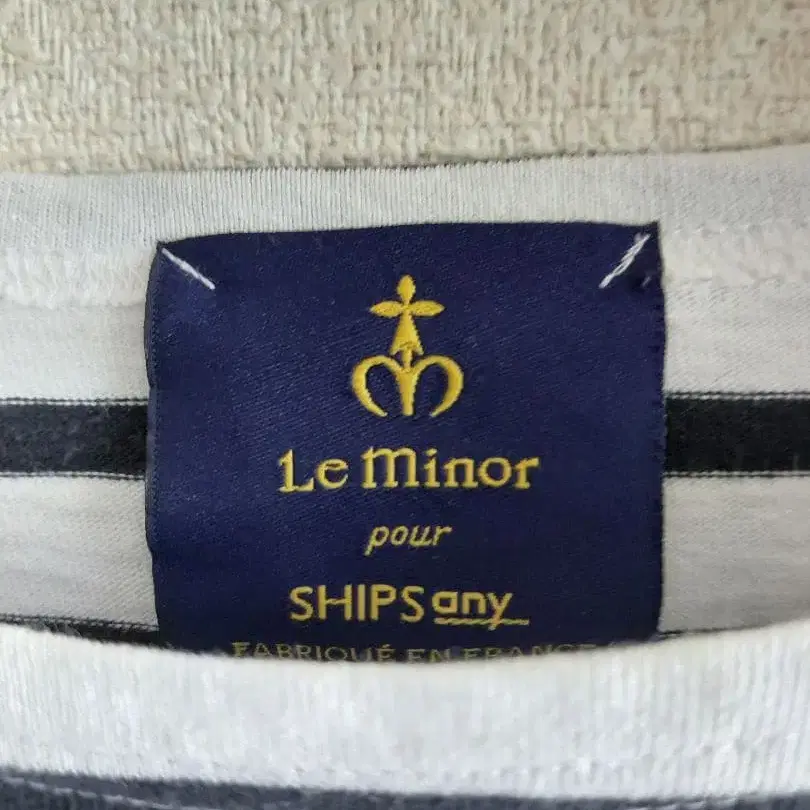 Le Minor
pour
SHIPS any
FABRIQUÉ EN FRANCE